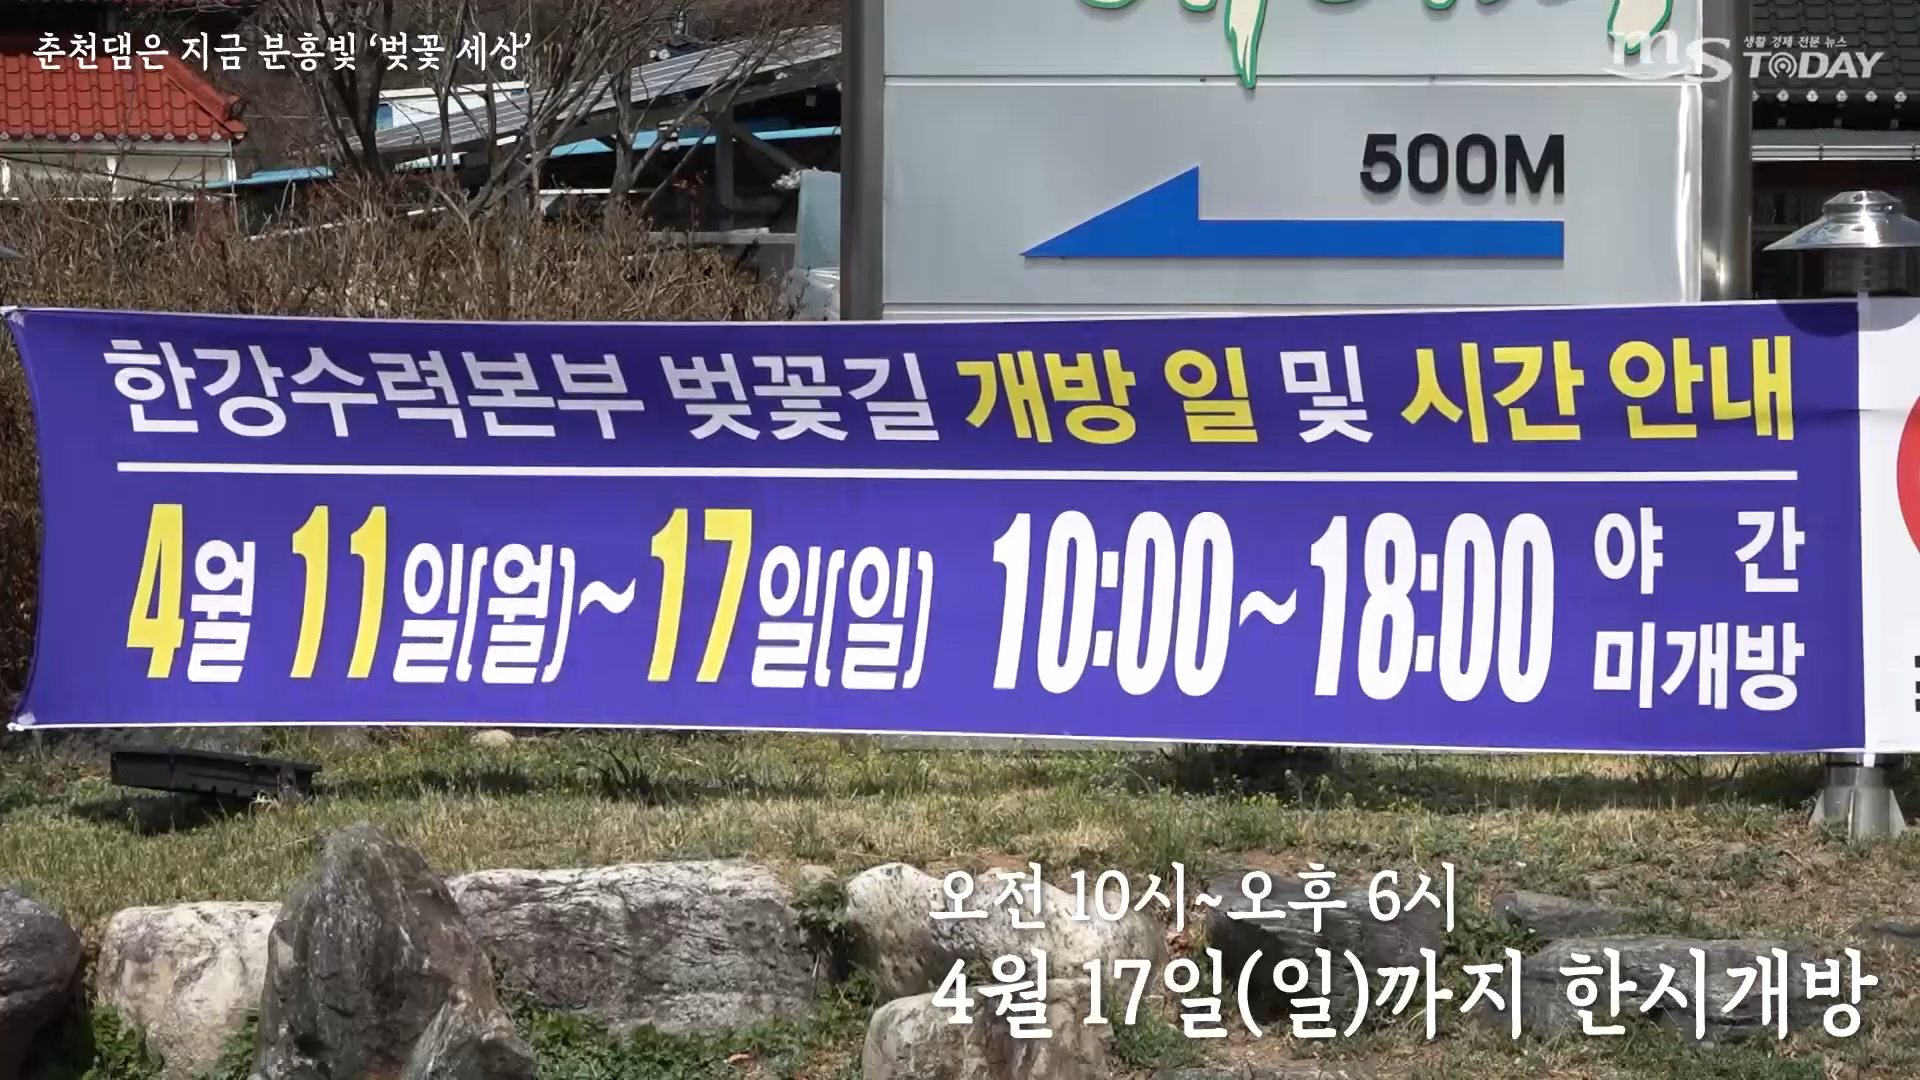 춘천댐은 지금 분홍빛 ‘벚꽃 세상’
생활 경제 전문 뉴스
MS TODAY
500M
한강수력본부 벚꽃길 개방 일 및 시간 안내
4월 11일(월)~17일(일) 10:00~18:00 야간
미개방
오전 10시~오후 6시
4월 17일(일)까지 한시개방